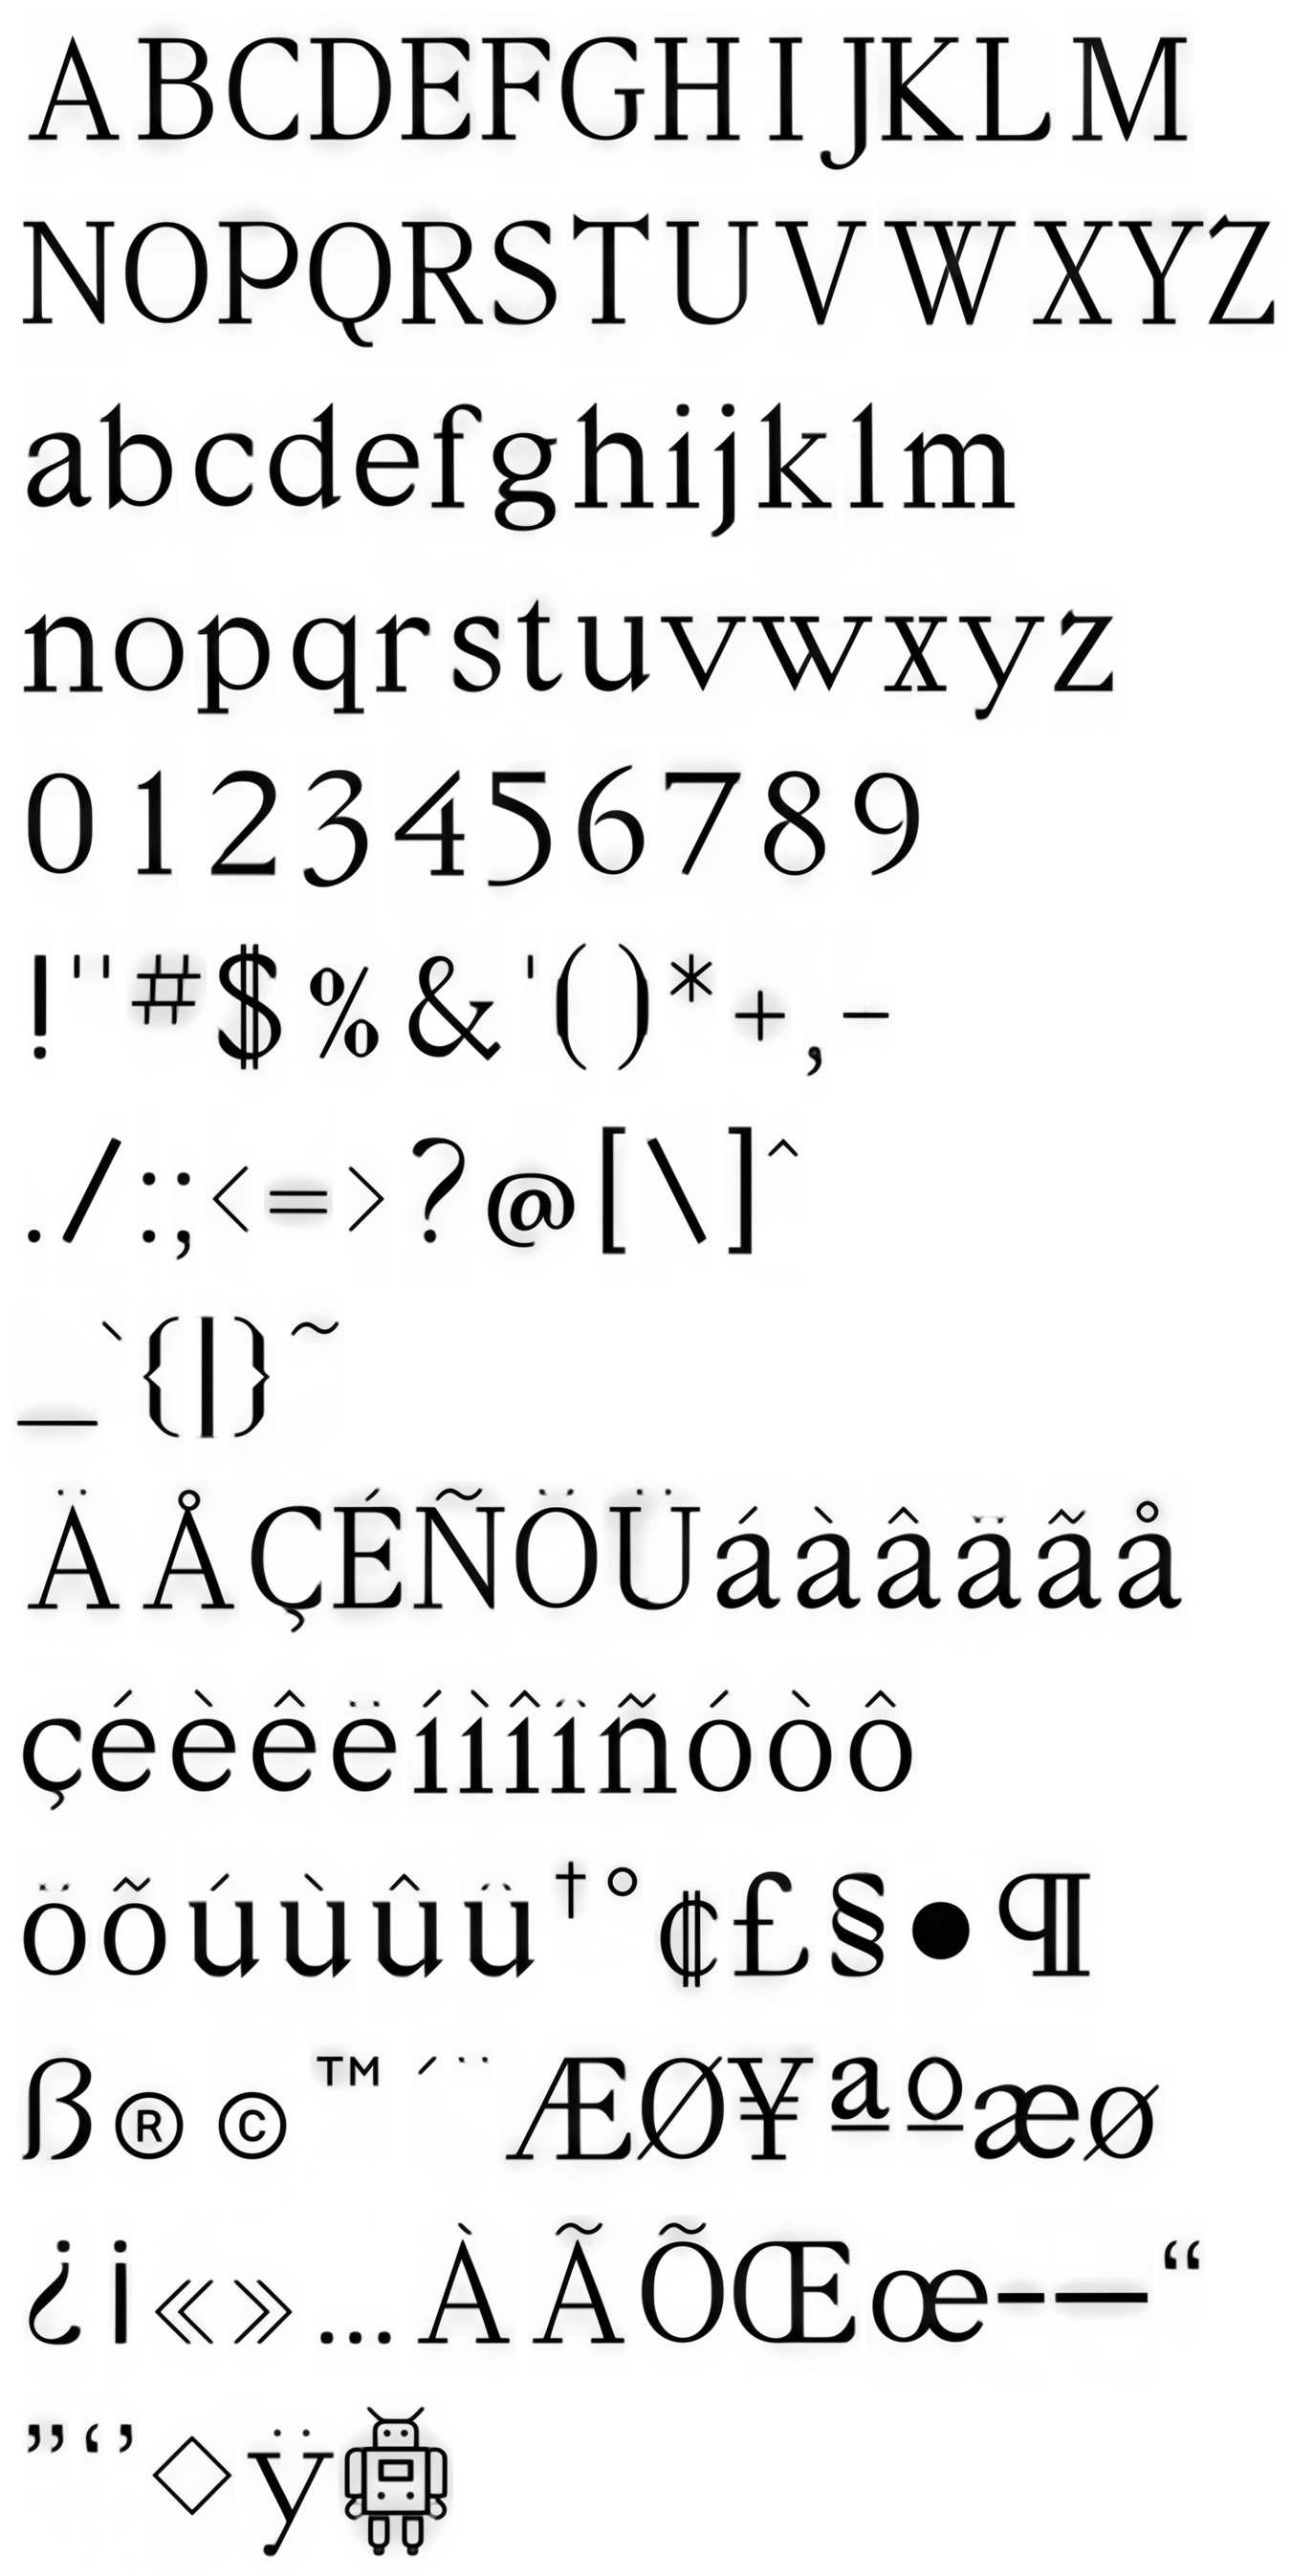 ABCDEFGHIJKLM
NOPQRSTUVWXYZ
abcdefghijklm
nopqrstuvwxyz
0123456789
!"#$%&'()*+,-
./:;<=>?@[\]^
_`{|}~
ÄÅÇÉÑÖÜáàâäãå
çéèêëíìîïñóòô
öõúùûü†°¢£§•¶
ß®©™´¨ÆØ¥ªºæø
¿¡«»…ÀÃÕŒœ–—“
”‘’◊ÿ